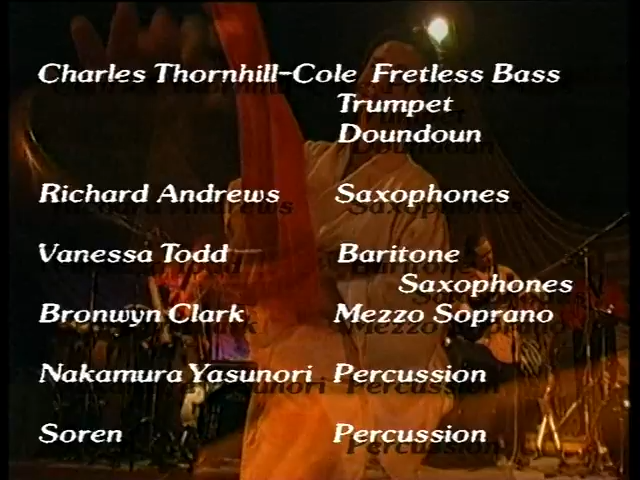 Charles Thornhill-Cole Fretless Bass
Trumpet
Doundoun
Richard Andrews Saxophones
Vanessa Todd Baritone
Saxophones
Bronwyn Clark Mezzo Soprano
Nakamura Yasunori Percussion
Soren Percussion